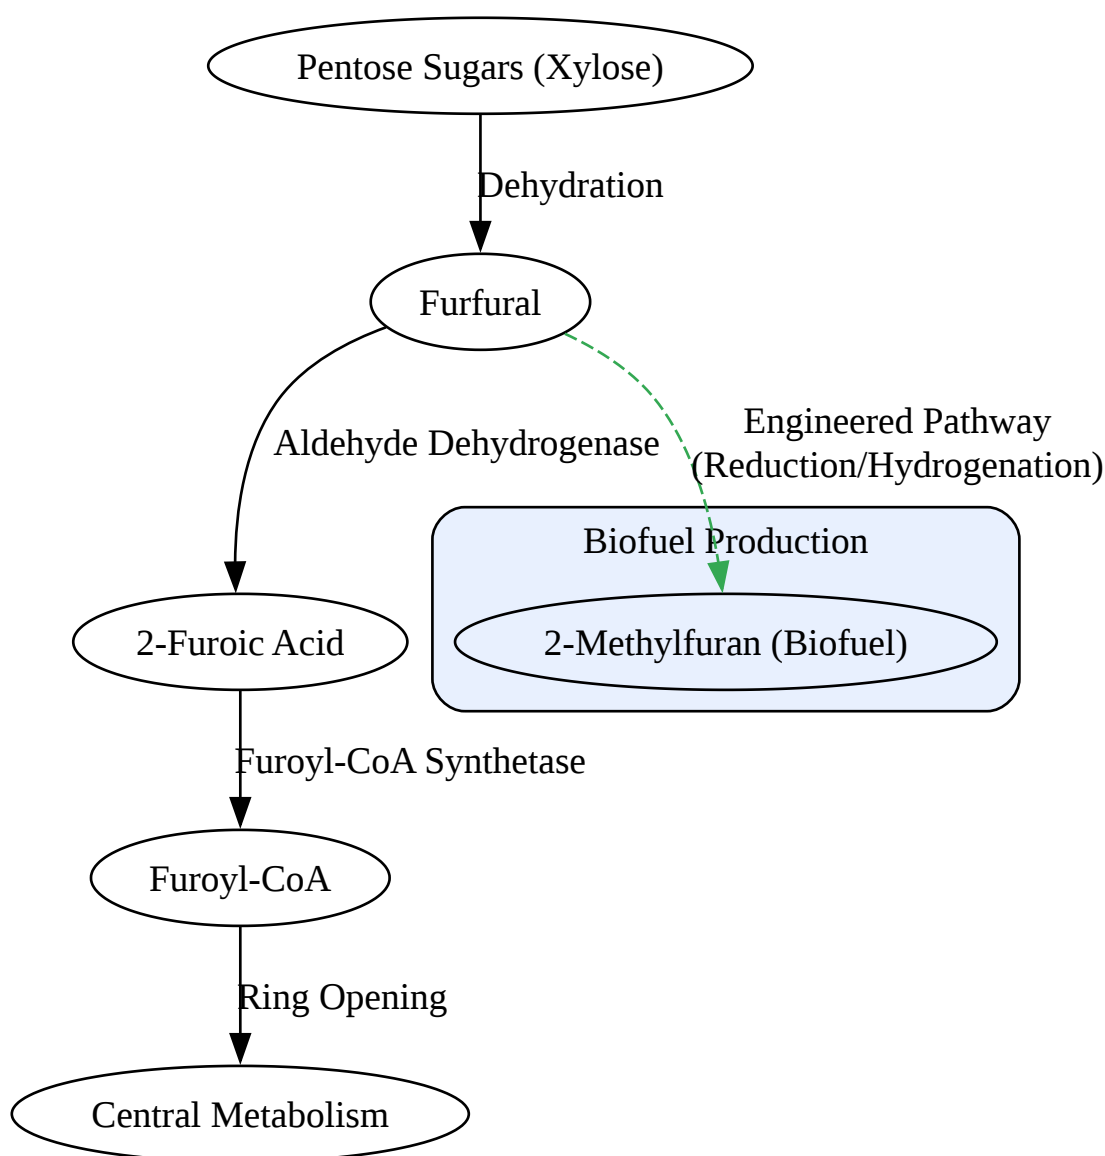 Pentose Sugars (Xylose)
Dehydration
Furfural
Aldehyde Dehydrogenase
Engineered Pathway
(Reduction/Hydrogenation)
Biofuel Production
2-Furoic Acid
2-Methylfuran (Biofuel)
Furoyl-CoA Synthetase
Furoyl-CoA
Ring Opening
Central Metabolism